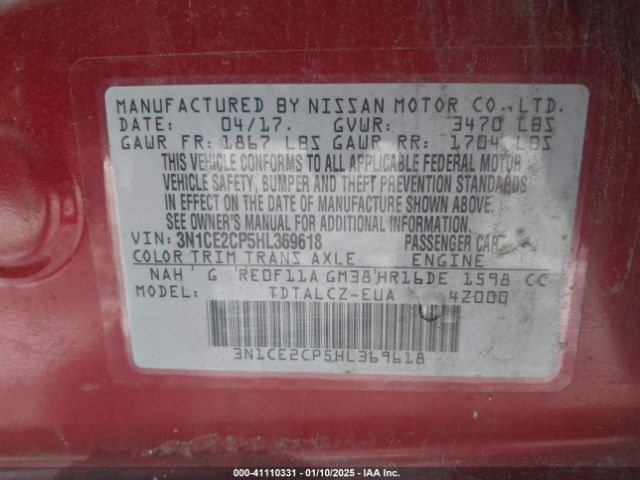 MANUFACTURED BY NISSAN MOTOR CO., LTD.
DATE: 04/17. GVWR: 3470 LBS
GAWR FR: 1867 LBS GAWR RR: 1704 LBS
THIS VEHICLE CONFORMS TO ALL APPLICABLE FEDERAL MOTOR
VEHICLE SAFETY, BUMPER AND THEFT PREVENTION STANDARDS
IN EFFECT ON THE DATE OF MANUFACTURE SHOWN ABOVE.
SEE OWNER'S MANUAL FOR ADDITIONAL INFORMATION.
VIN: 3N1CE2CP5HL369618 PASSENGER CAR
COLOR TRIM TRANS AXLE ENGINE
NAH G RE0F11A GM38 HR16DE 1598 CC
MODEL: TDTALCZ-EUA 4Z000
3N1CE2CP5HL369618
000-41110331 | 01/10/2025 - IAA Inc.